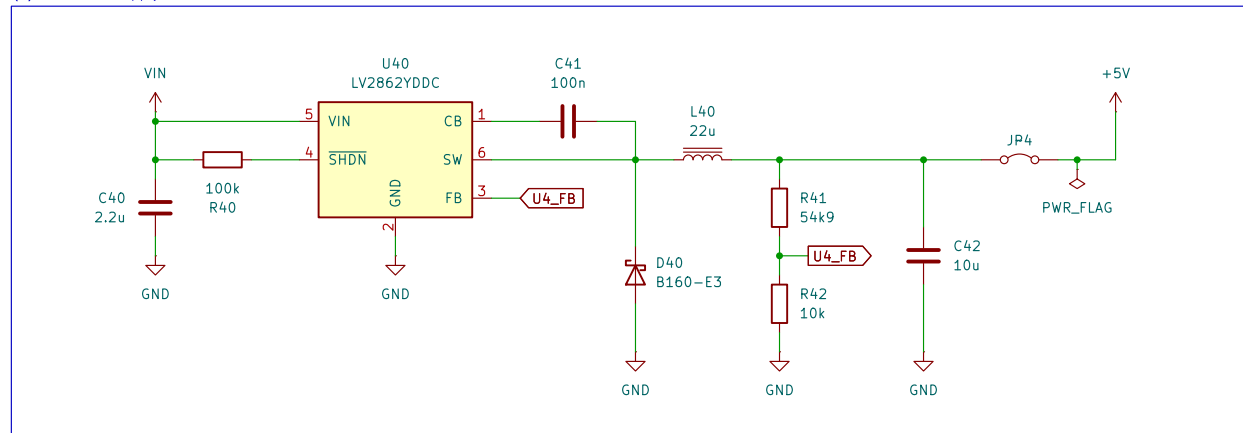 VIN
U40
LV2862YDDC
C41
100n
+5V
5
VIN
CB
1
L40
22u
JP4
4
SHDN
SW
6
100k
R40
C40
2.2u
GND
FB
3
U4_FB
2
R41
54k9
PWR_FLAG
U4_FB
C42
10u
D40
B160-E3
R42
10k
GND
GND
GND
GND
GND